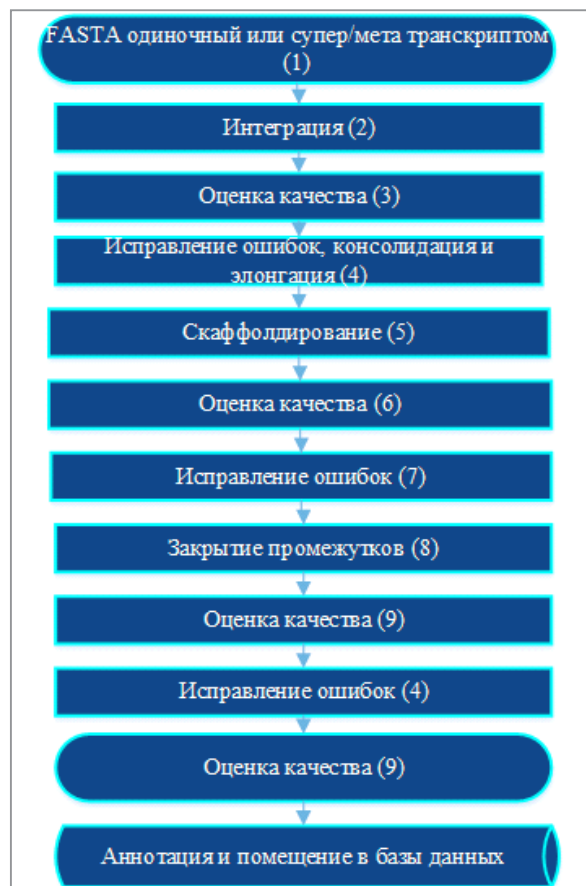 FASTA одиночный или супер/мета транскриптом
(1)
Интеграция (2)
Оценка качества (3)
Исправление ошибок, консолидация и
элонгация (4)
Скаффолдирование (5)
Оценка качества (6)
Исправление ошибок (7)
Закрытие промежутков (8)
Оценка качества (9)
Исправление ошибок (4)
Оценка качества (9)
Аннотация и помещение в базы данных